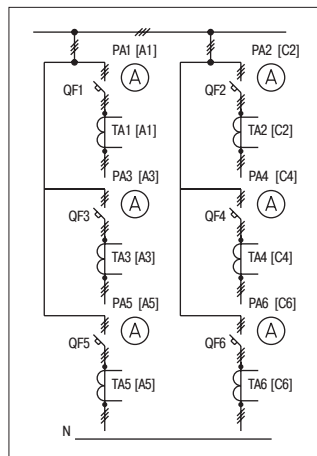 PA1 [A1] PA2 [C2]
A A
QF1 QF2
TA1 [A1] TA2 [C2]
PA3 [A3] PA4 [C4]
A A
QF3 QF4
TA3 [A3] TA4 [C4]
PA5 [A5] PA6 [C6]
A A
QF5 QF6
TA5 [A5] TA6 [C6]
N